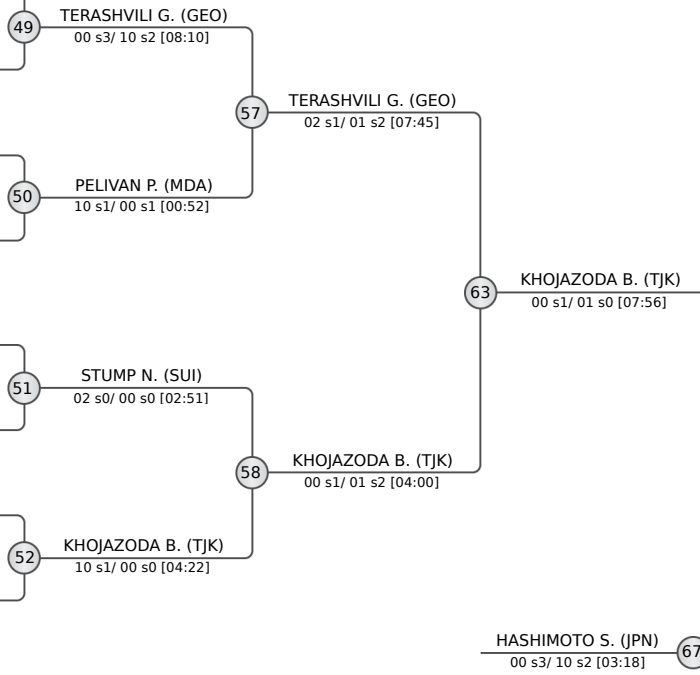 49
TERASHVILI G. (GEO)
00 s3/ 10 s2 [08:10]
57
TERASHVILI G. (GEO)
02 s1/ 01 s2 [07:45]
50
PELIVAN P. (MDA)
10 s1/ 00 s1 [00:52]
63
KHOJAZODA B. (TJK)
00 s1/ 01 s0 [07:56]
51
STUMP N. (SUI)
02 s0/ 00 s0 [02:51]
58
KHOJAZODA B. (TJK)
00 s1/ 01 s2 [04:00]
52
KHOJAZODA B. (TJK)
10 s1/ 00 s0 [04:22]
HASHIMOTO S. (JPN)
00 s3/ 10 s2 [03:18]
67